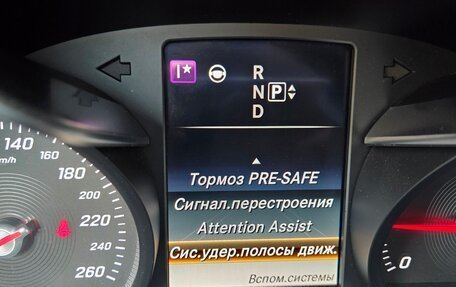 I★
R
N P
D
140 160
km/h
180
200
220
240
260
Тормоз PRE-SAFE
Сигнал.перестроения
Attention Assist
Сис.удер.полосы движ.
Вспом.системы
0